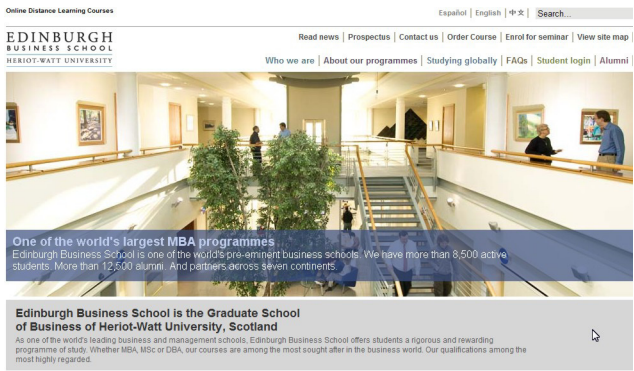 Online Distance Learning Courses
Español | English | 中文 | Search...
EDINBURGH
BUSINESS SCHOOL
HERIOT-WATT UNIVERSITY
Read news | Prospectus | Contact us | Order Course | Enrol for seminar | View site map |
Who we are | About our programmes | Studying globally | FAQs | Student login | Alumni |
One of the world's largest MBA programmes
Edinburgh Business School is one of the world's pre-eminent business schools. We have more than 8,500 active
students. More than 12,500 alumni. And partners across seven continents.
Edinburgh Business School is the Graduate School
of Business of Heriot-Watt University, Scotland
As one of the world's leading business and management schools, Edinburgh Business School offers students a rigorous and rewarding
programme of study. Whether MBA, MSc or DBA, our courses are among the most sought after in the business world. Our qualifications among the
most highly regarded.